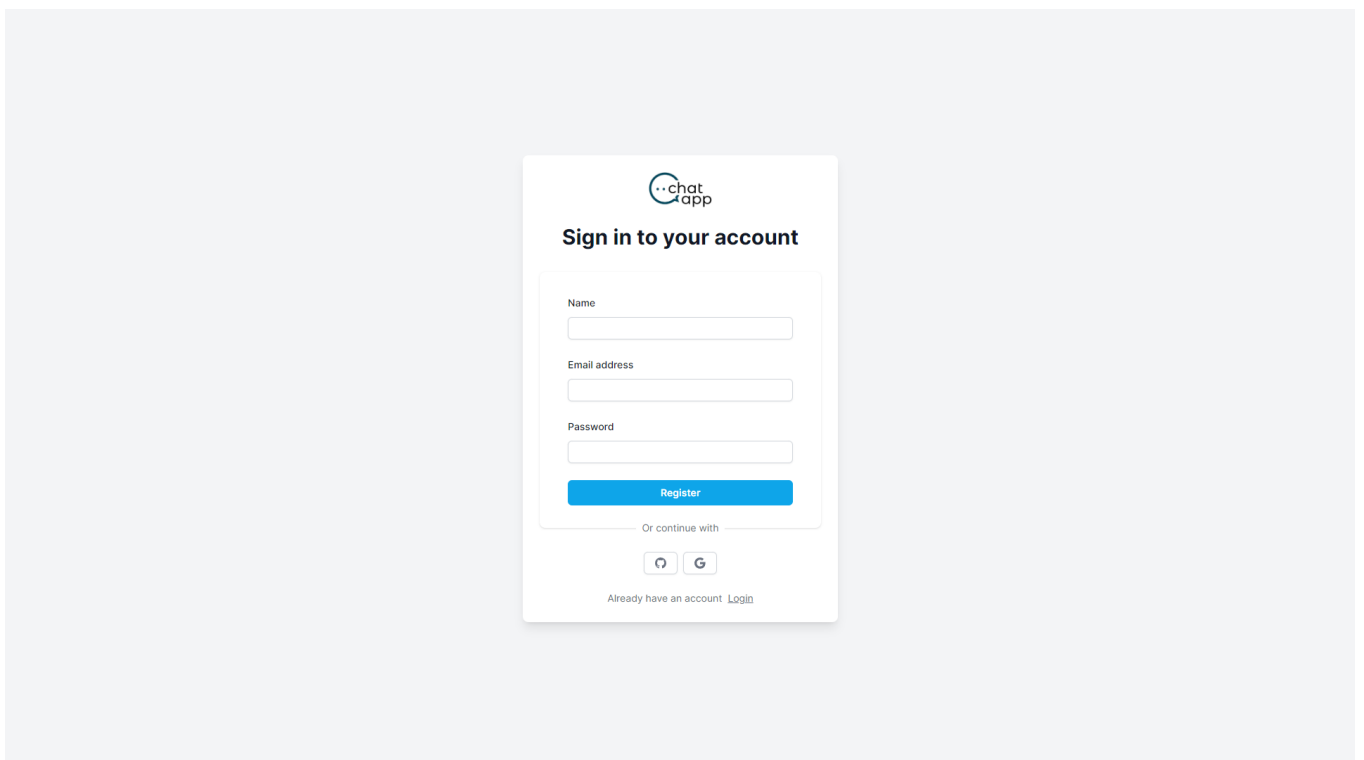 chat
app
Sign in to your account
Name
Email address
Password
Register
Or continue with
Already have an account Login